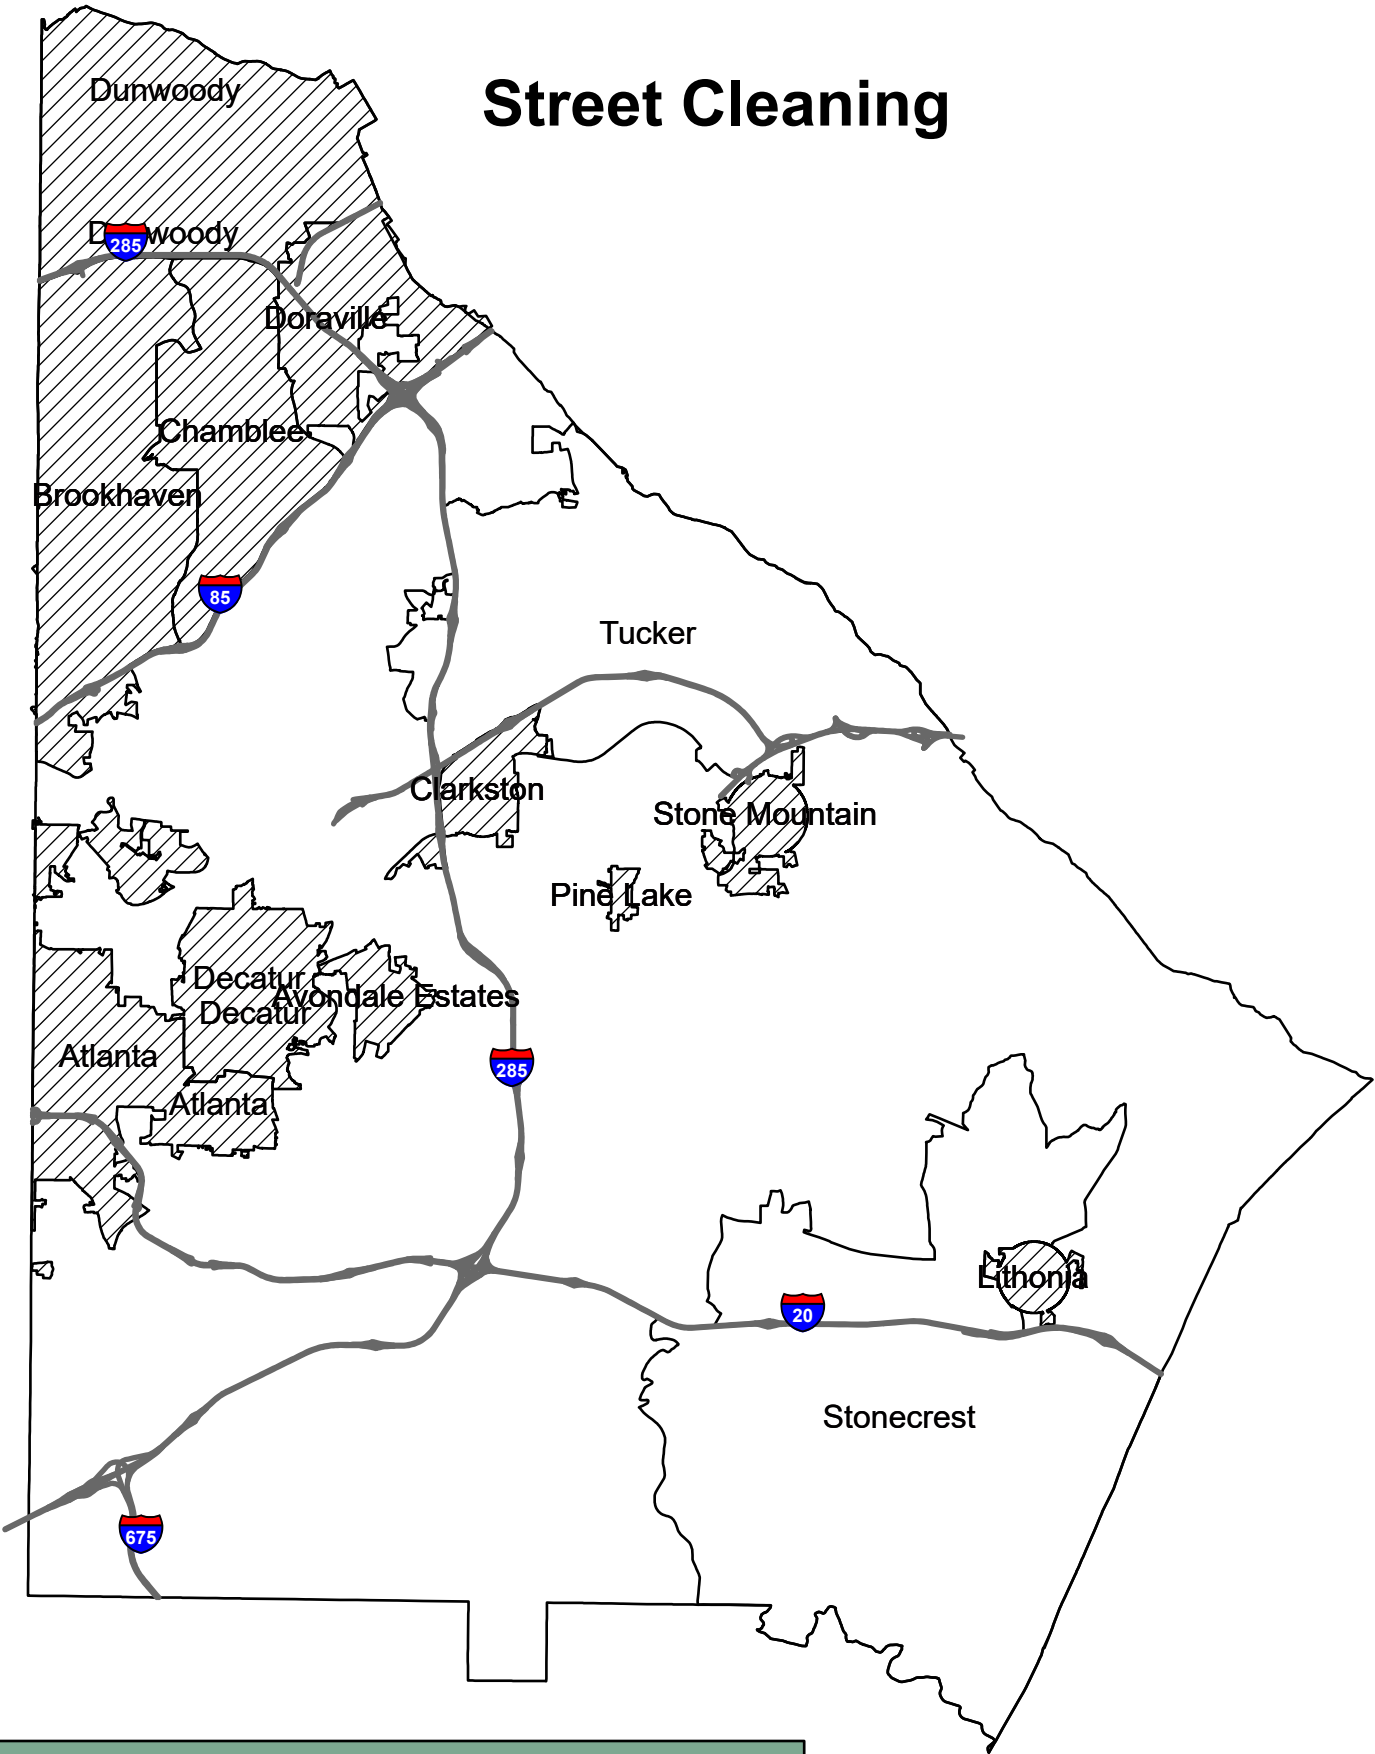 Dunwoody
Street Cleaning
Dunwoody
285
Doraville
Chamblee
Brookhaven
85
Tucker
Clarkston
Stone Mountain
Pine Lake
Decatur
Avondale Estates
Decatur
Atlanta
285
Atlanta
Lithonia
20
Stonecrest
675